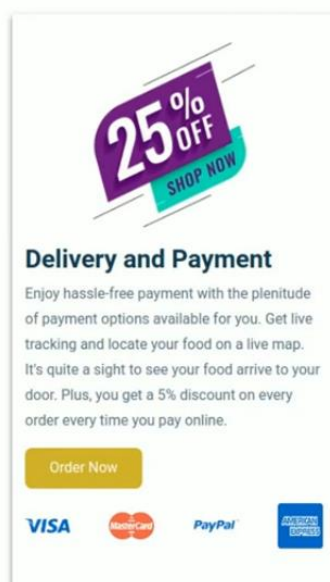 25%
OFF
SHOP NOW
Delivery and Payment
Enjoy hassle-free payment with the plenitude
of payment options available for you. Get live
tracking and locate your food on a live map.
It's quite a sight to see your food arrive to your
door. Plus, you get a 5% discount on every
order every time you pay online.
Order Now
VISA MasterCard PayPal AMERICAN
EXPRESS